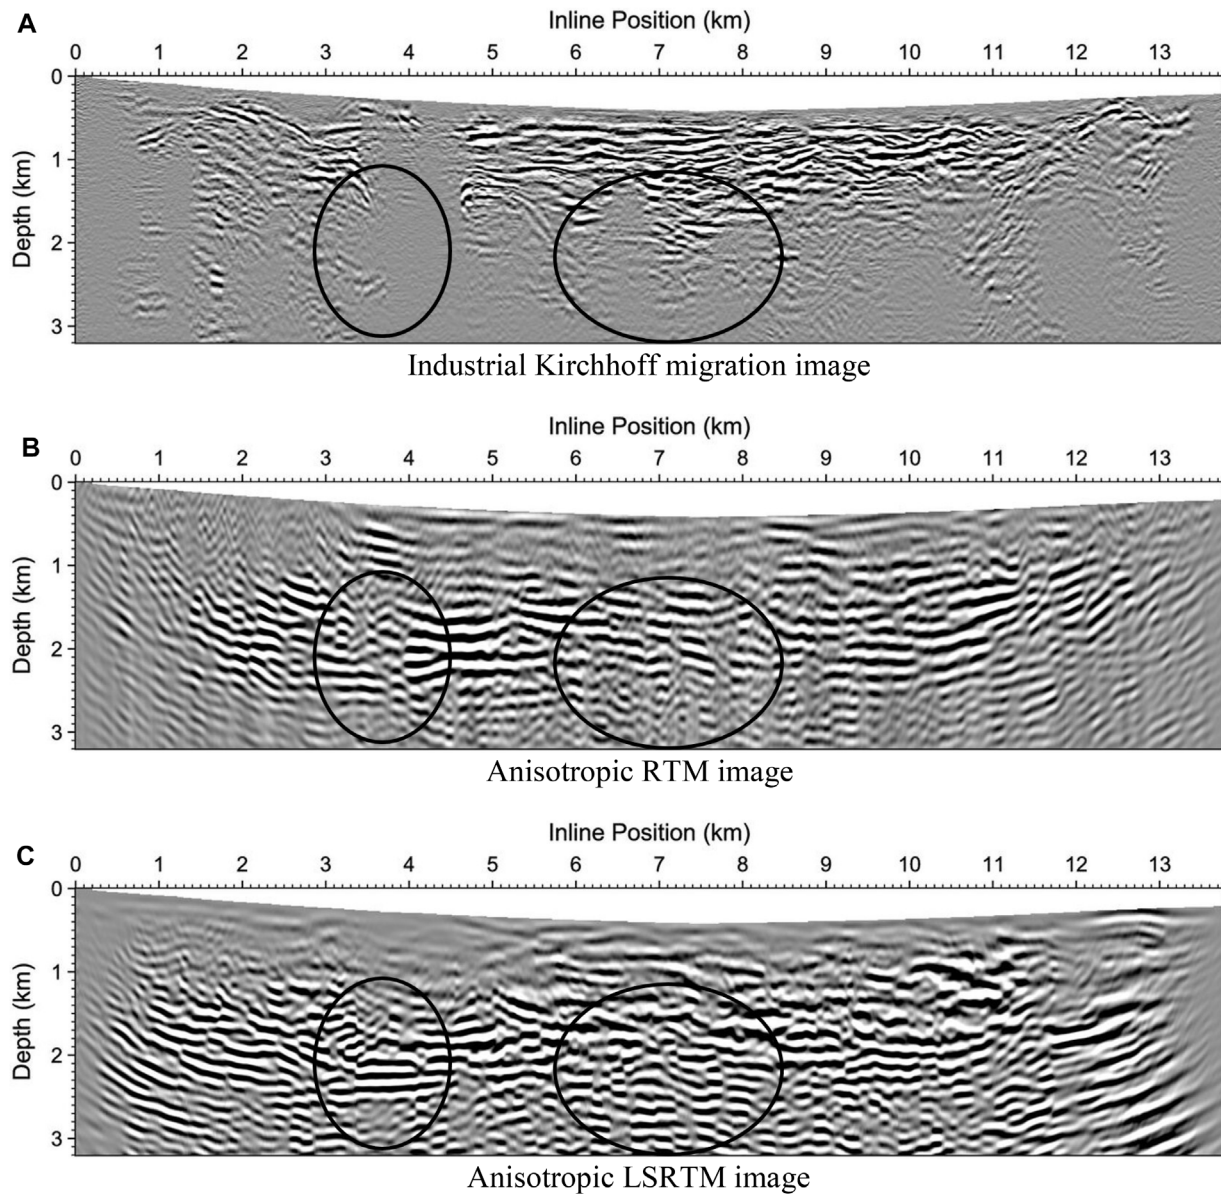 A
Inline Position (km)
0 1 2 3 4 5 6 7 8 9 10 11 12 13
Depth (km)
0
1
2
3
Industrial Kirchhoff migration image
B
Inline Position (km)
0 1 2 3 4 5 6 7 8 9 10 11 12 13
Depth (km)
0
1
2
3
Anisotropic RTM image
C
Inline Position (km)
0 1 2 3 4 5 6 7 8 9 10 11 12 13
Depth (km)
0
1
2
3
Anisotropic LSRTM image